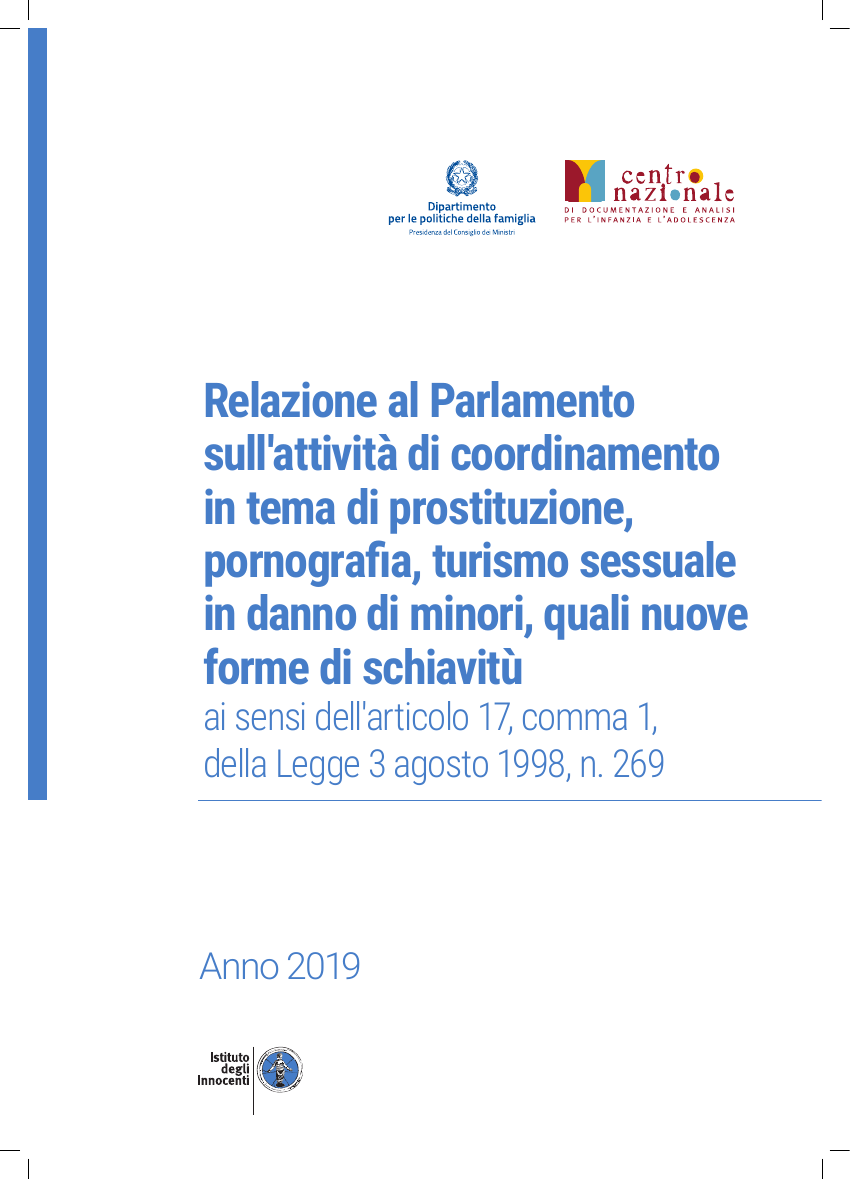 Dipartimento
per le politiche della famiglia
Presidenza del Consiglio dei Ministri
centro
nazionale
DI DOCUMENTAZIONE E ANALISI
PER L'INFANZIA E L'ADOLESCENZA
Relazione al Parlamento
sull'attività di coordinamento
in tema di prostituzione,
pornografia, turismo sessuale
in danno di minori, quali nuove
forme di schiavitù
ai sensi dell'articolo 17, comma 1,
della Legge 3 agosto 1998, n. 269
Anno 2019
Istituto
degli
Innocenti